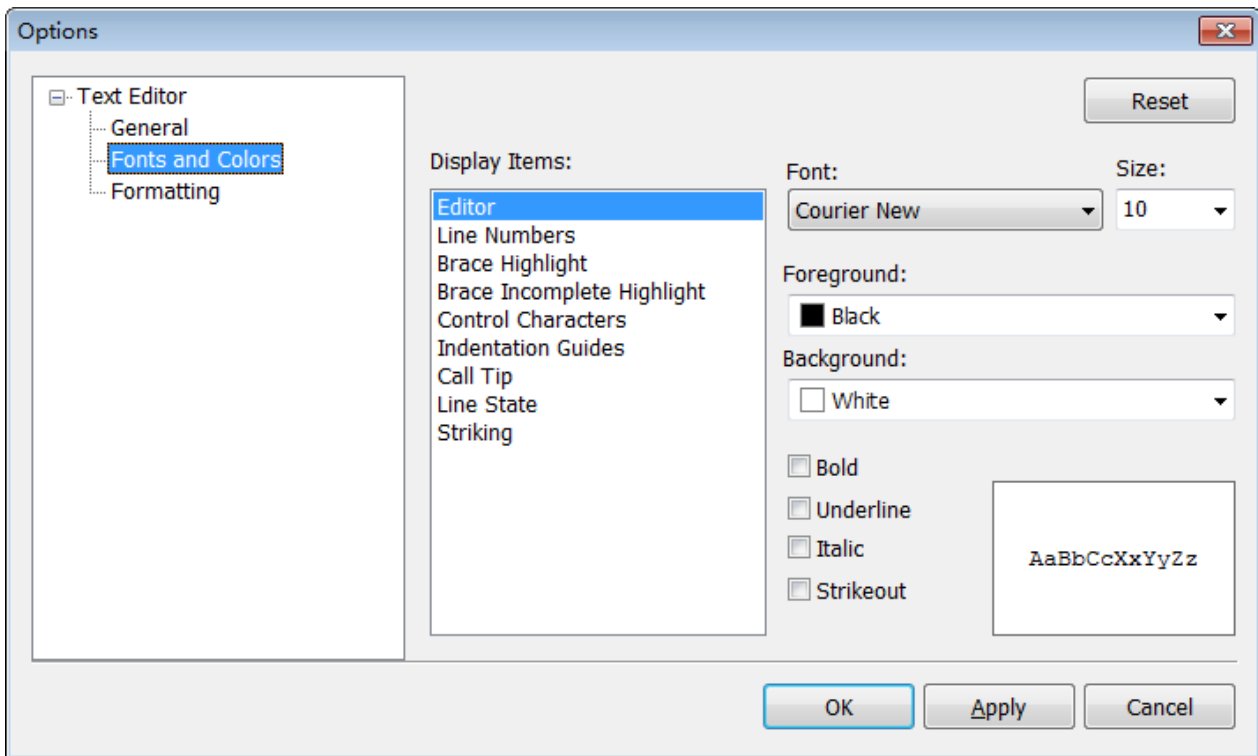 Options
Text Editor
General
Fonts and Colors
Formatting
Reset
Display Items:
Editor
Line Numbers
Brace Highlight
Brace Incomplete Highlight
Control Characters
Indentation Guides
Call Tip
Line State
Striking
Font:
Size:
Courier New
10
Foreground:
Black
Background:
White
Bold
Underline
Italic
Strikeout
AaBbCcXxYyZz
OK
Apply
Cancel